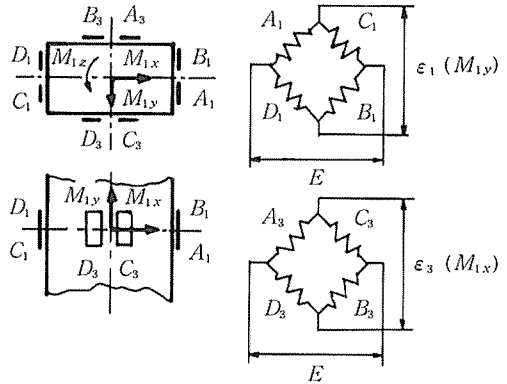 B₃ A₃
D₁ M₁z M₁x B₁
C₁ M₁y A₁
D₃ C₃
A₁ C₁
D₁ B₁
ε₁ (M₁y)
E
M₁y M₁x
D₁ B₁
C₁ A₁
D₃ C₃
A₃ C₃
D₃ B₃
ε₃ (M₁x)
E